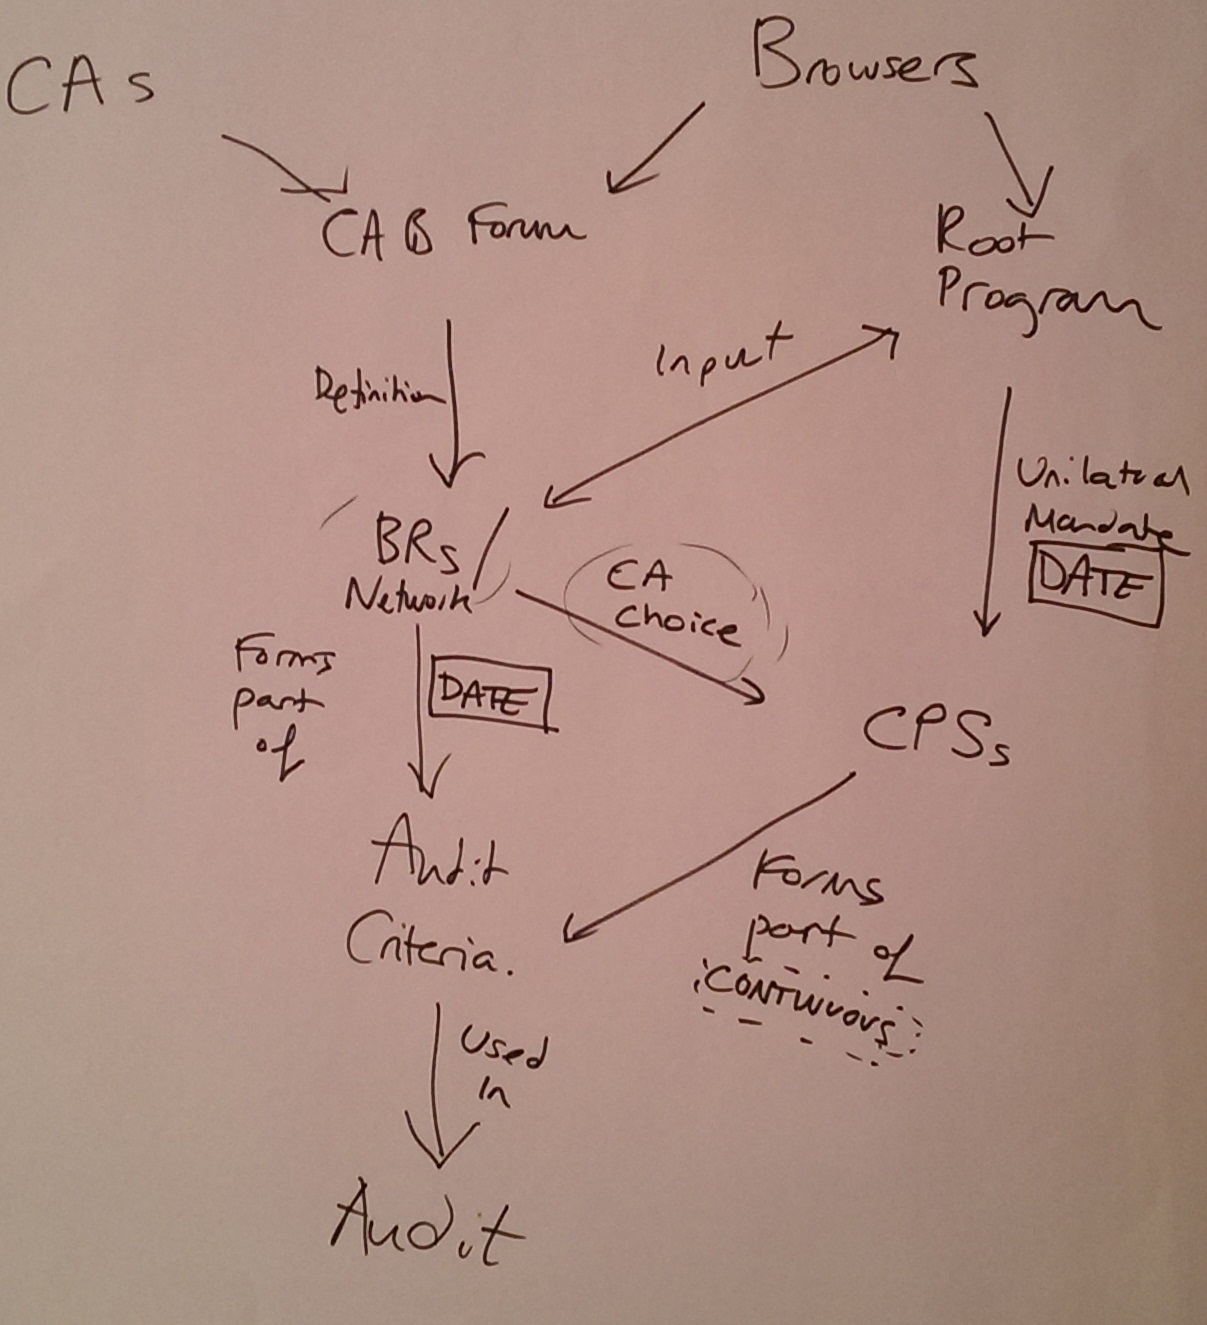 CAs
Browsers
CAB Forum
Root
Program
Input
Definition
Unilateral
Mandate
DATE
BRs /
Network
CA
Choice
Forms
part
of
DATE
CPSs
Audit
Criteria.
Forms
part of
CONTINUOUS
Used
In
Audit